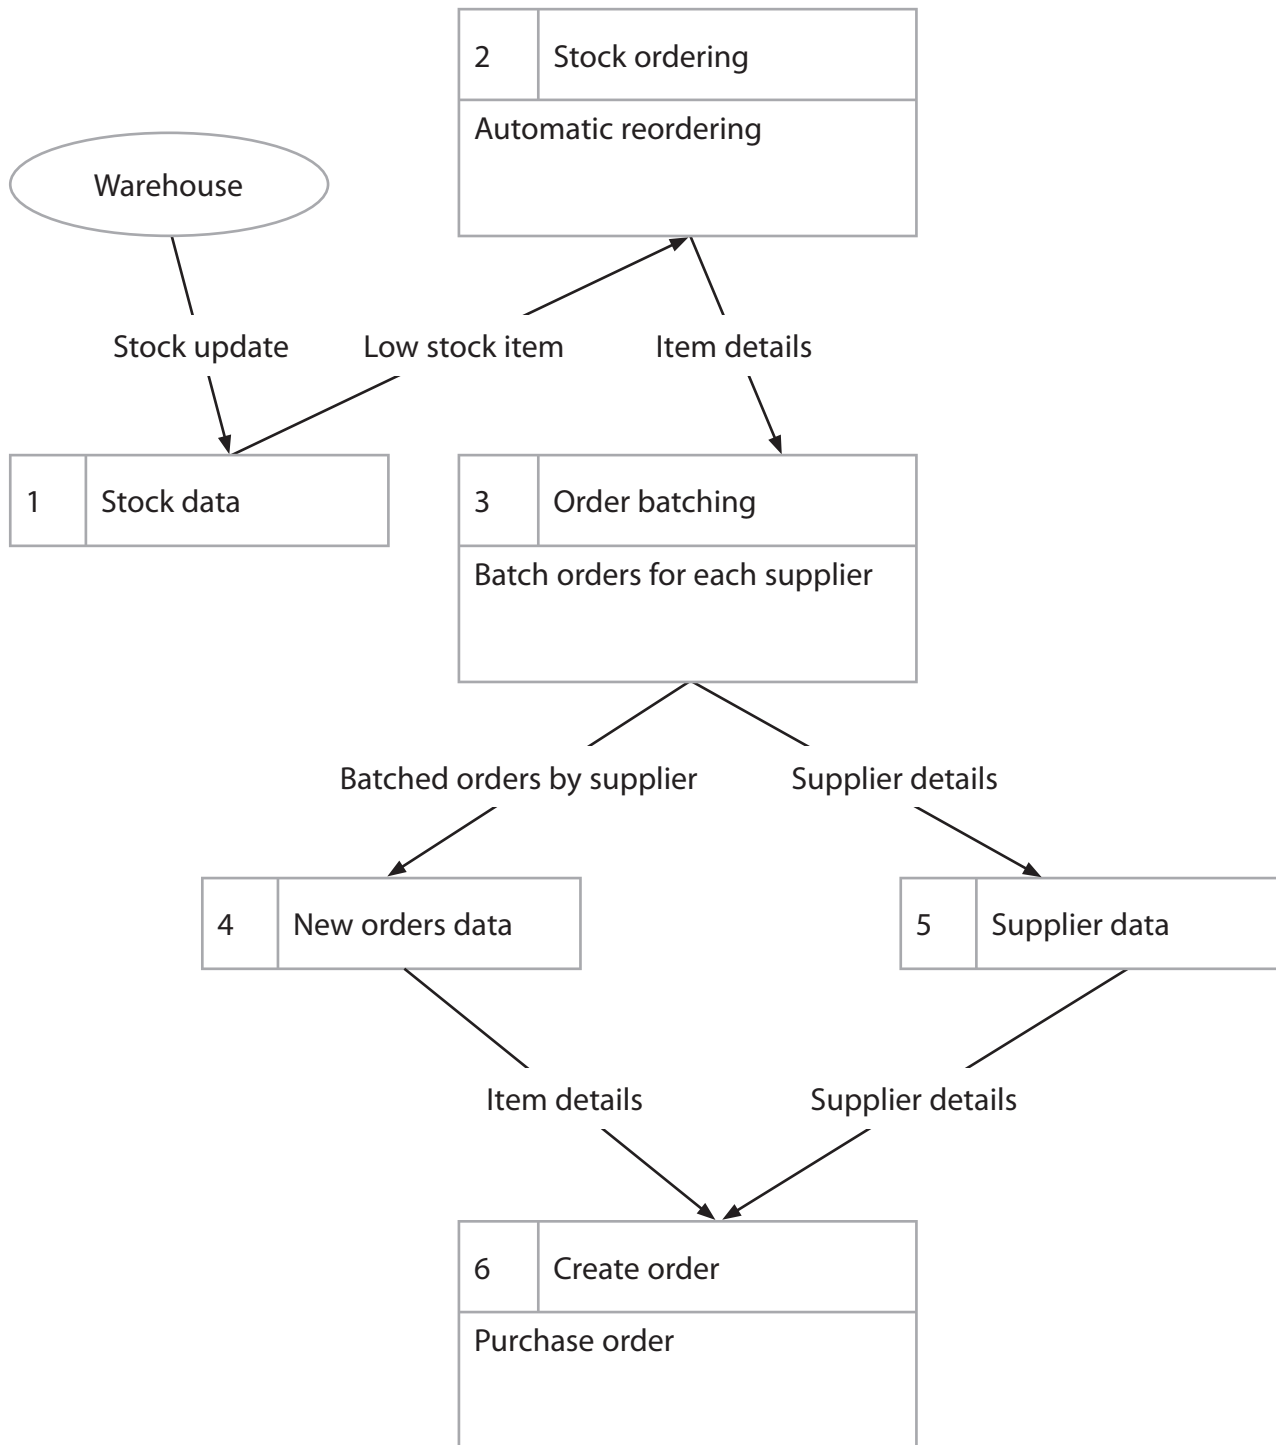 2 Stock ordering
Automatic reordering
Warehouse
Stock update
Low stock item
Item details
1 Stock data
3 Order batching
Batch orders for each supplier
Batched orders by supplier
Supplier details
4 New orders data
5 Supplier data
Item details
Supplier details
6 Create order
Purchase order